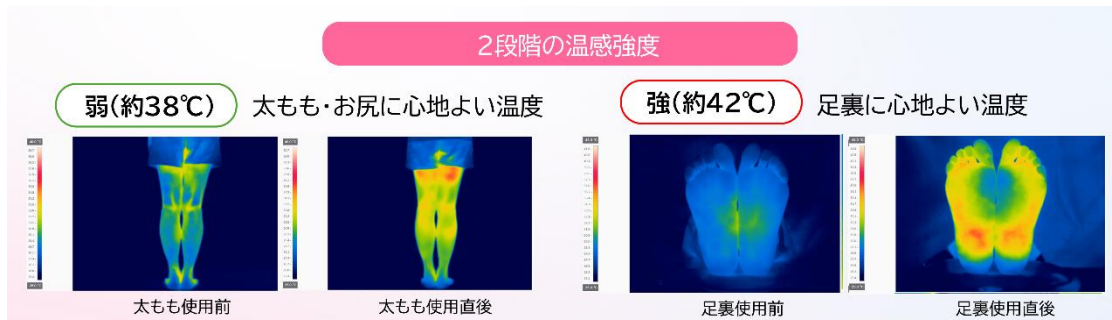 2段階の温感強度
弱(約38℃) 太もも・お尻に心地よい温度
強(約42℃) 足裏に心地よい温度
太もも使用前
太もも使用直後
足裏使用前
足裏使用直後